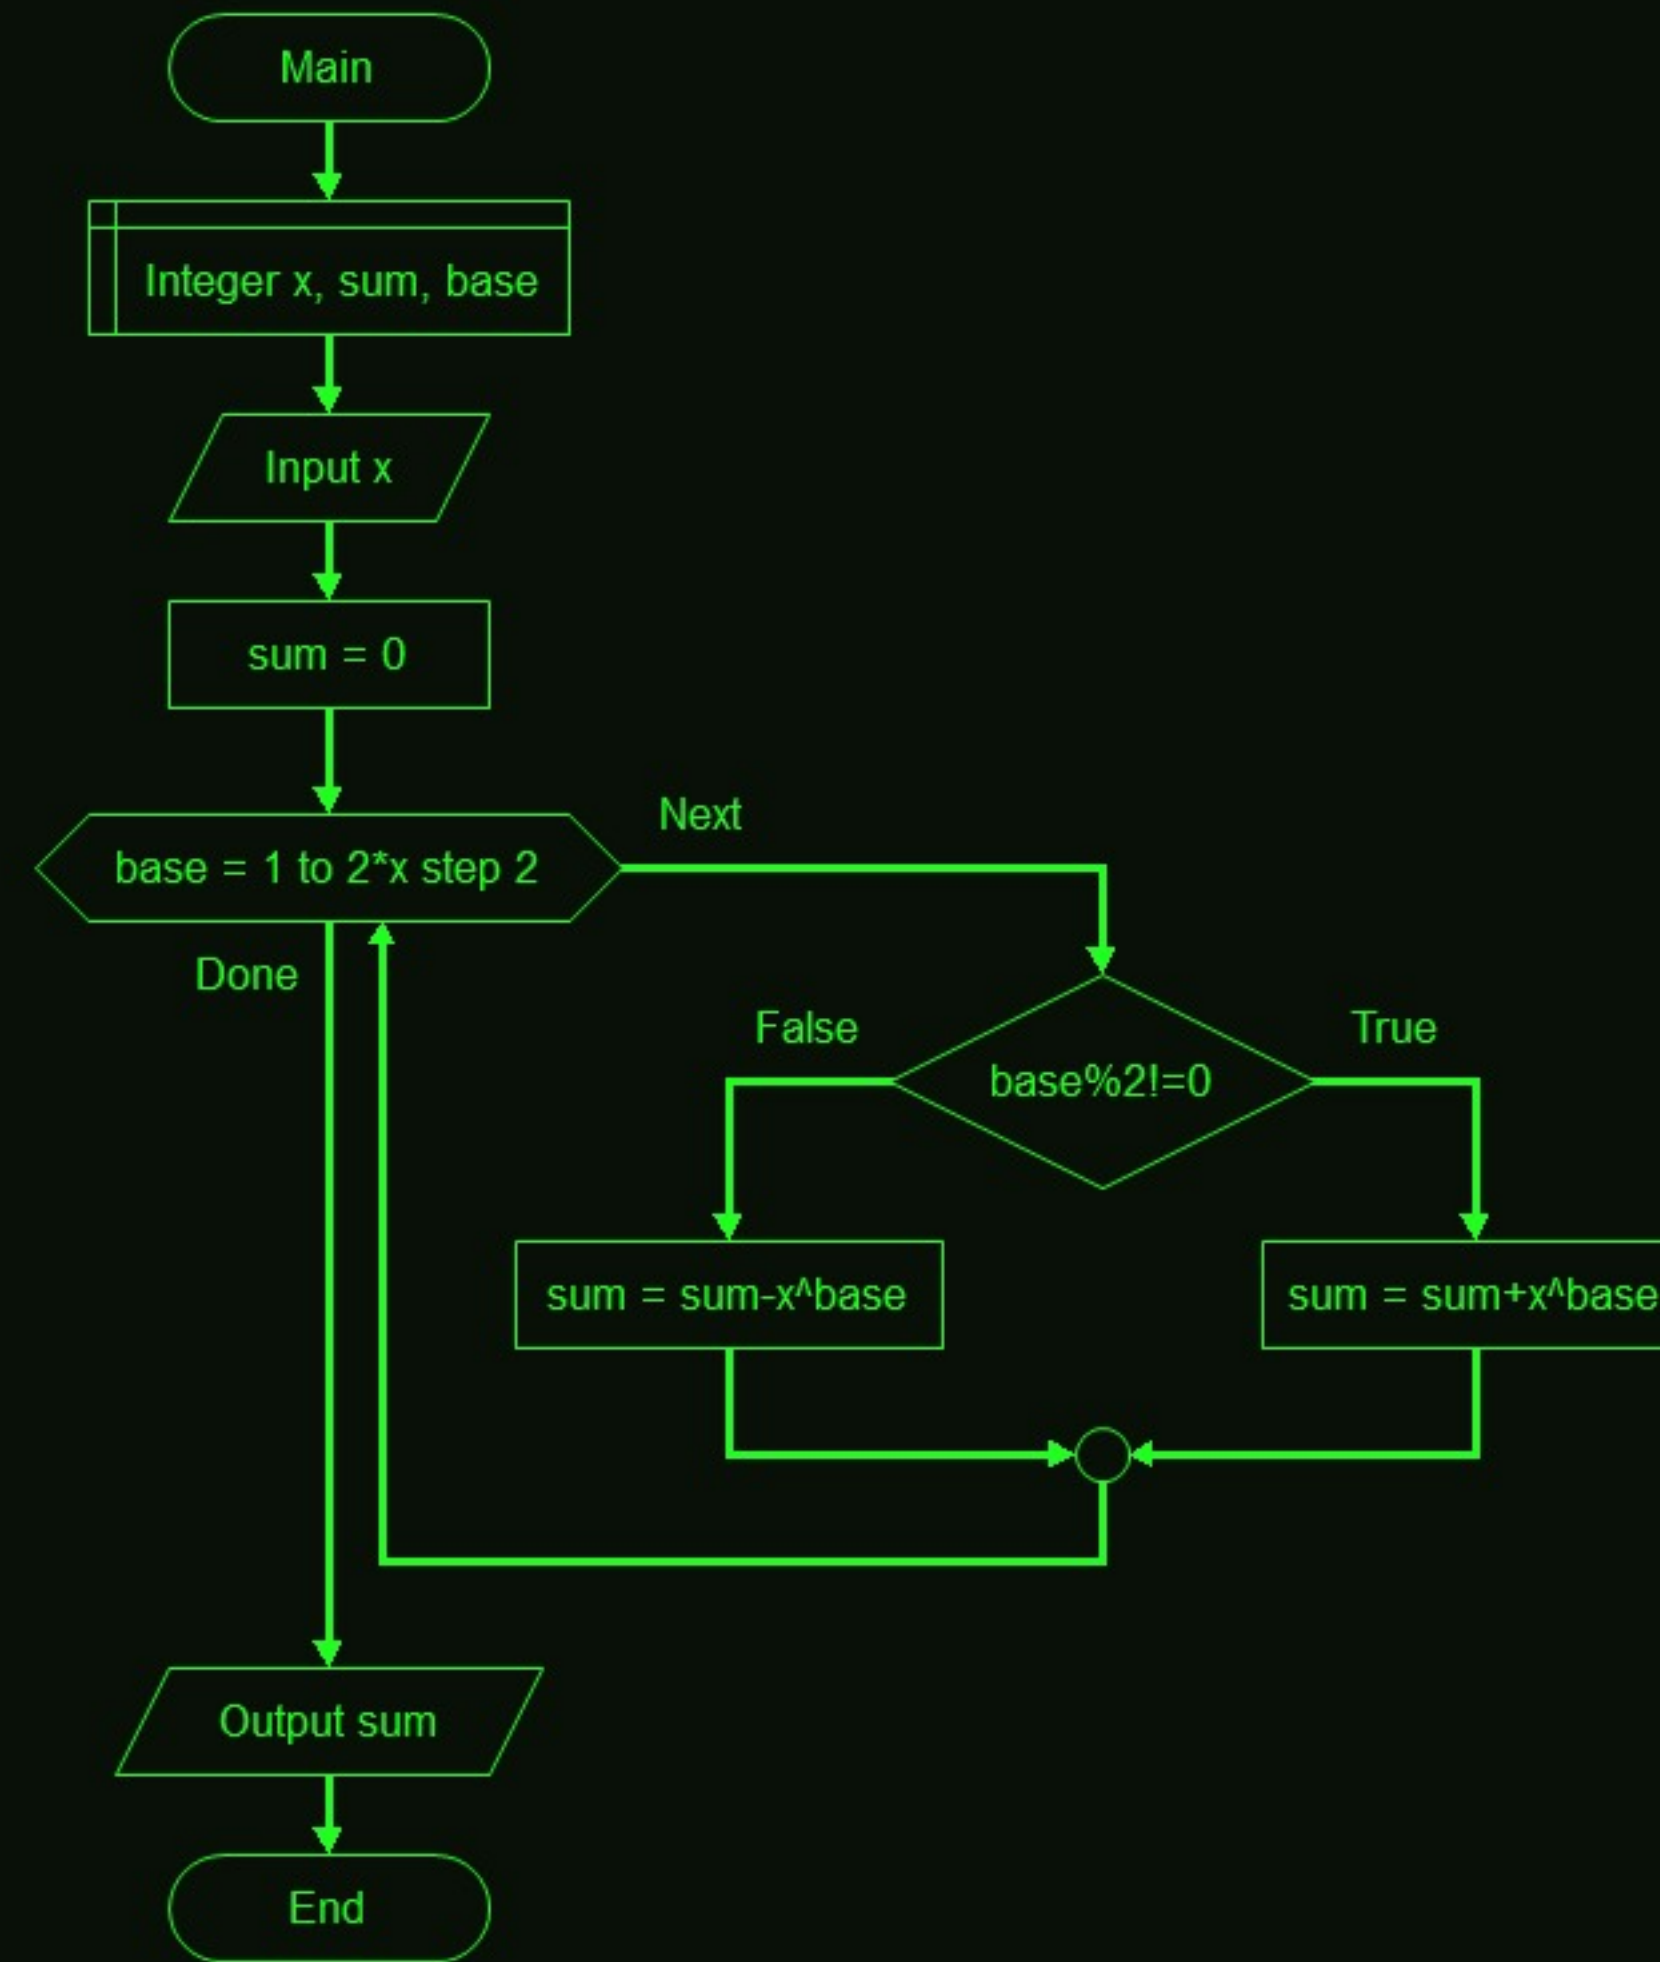 Main
Integer x, sum, base
Input x
sum = 0
Next
base = 1 to 2*x step 2
Done
False
True
base%2!=0
sum = sum-x^base
sum = sum+x^base
Output sum
End